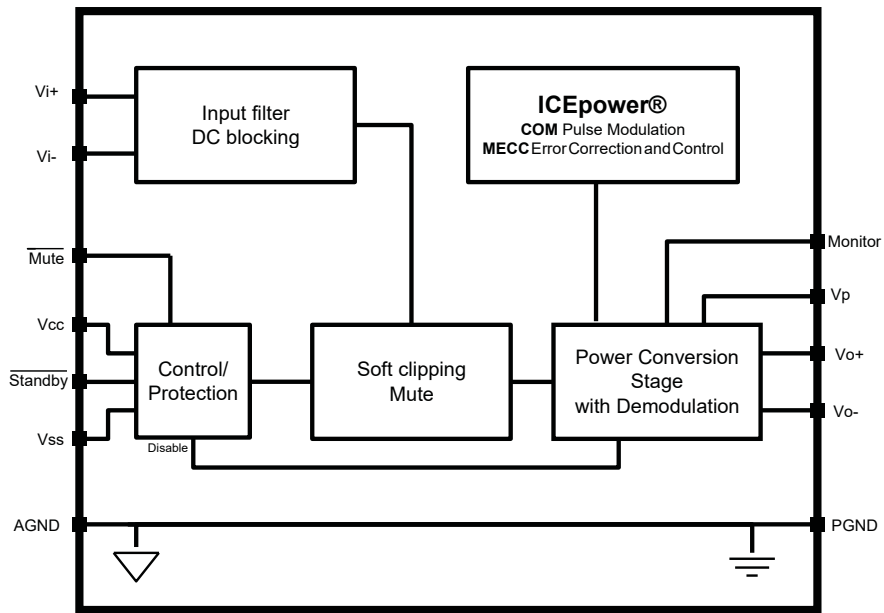 Vi+
Vi-
Input filter
DC blocking
ICEpower®
COM Pulse Modulation
MECC Error Correction and Control
Mute
Vcc
Standby
Vss
Control/
Protection
Disable
Soft clipping
Mute
Power Conversion
Stage
with Demodulation
Monitor
Vp
Vo+
Vo-
AGND
PGND